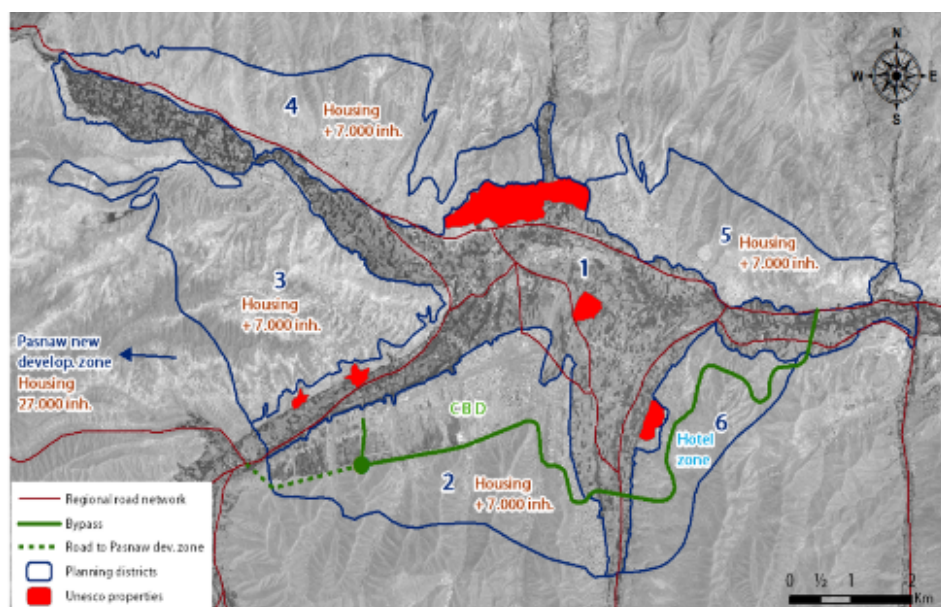 N
W E
S
4 Housing
+ 7.000 inh.
5
Housing
+ 7.000 inh.
1
3
Housing
+ 7.000 inh.
Pasnaw new
develop. zone
Housing
27.000 inh.
CBD
6
Hotel
zone
2 Housing
+ 7.000 inh.
Regional road network
Bypass
Road to Pasnaw dev. zone
Planning districts
Unesco properties
0 ½ 1 2
Km